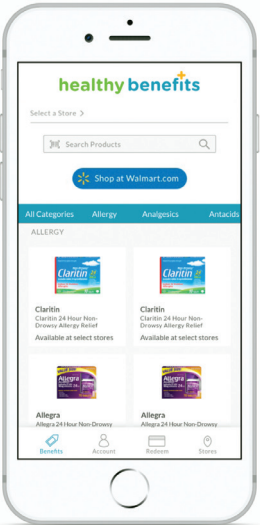 healthy benefits
Select a Store >
Search Products
Shop at Walmart.com
All Categories Allergy Analgesics Antacids
ALLERGY
Claritin 24
Claritin 24
Claritin
Claritin 24 Hour Non-
Drowsy Allergy Relief
Available at select stores
Claritin
Claritin 24 Hour Non-
Drowsy Allergy Relief
Available at select stores
Allegra
Allegra
Allegra
Allegra 24 Hour Non-Drowsy
Allegra
Allegra 24 Hour Non-Drowsy
Benefits Account Redeem Stores